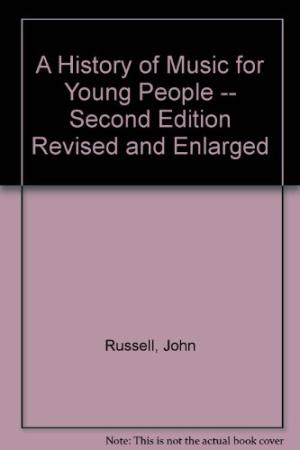 A History of Music for
Young People --
Second Edition
Revised and Enlarged
Russell, John
Note: This is not the actual book cover